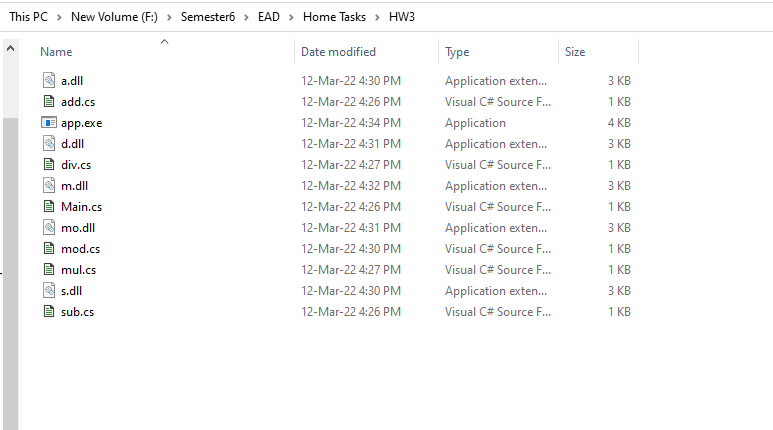 This PC > New Volume (F:) > Semester6 > EAD > Home Tasks > HW3
Name Date modified Type Size
a.dll 12-Mar-22 4:30 PM Application exten... 3 KB
add.cs 12-Mar-22 4:26 PM Visual C# Source F... 1 KB
app.exe 12-Mar-22 4:34 PM Application 4 KB
d.dll 12-Mar-22 4:31 PM Application exten... 3 KB
div.cs 12-Mar-22 4:27 PM Visual C# Source F... 1 KB
m.dll 12-Mar-22 4:32 PM Application exten... 3 KB
Main.cs 12-Mar-22 4:26 PM Visual C# Source F... 1 KB
mo.dll 12-Mar-22 4:31 PM Application exten... 3 KB
mod.cs 12-Mar-22 4:30 PM Visual C# Source F... 1 KB
mul.cs 12-Mar-22 4:27 PM Visual C# Source F... 1 KB
s.dll 12-Mar-22 4:30 PM Application exten... 3 KB
sub.cs 12-Mar-22 4:26 PM Visual C# Source F... 1 KB